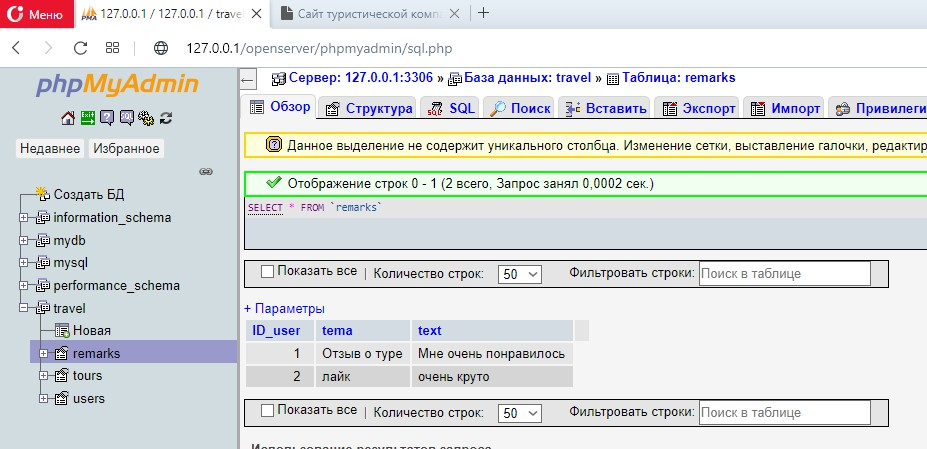 Меню
127.0.0.1 / 127.0.0.1 / trave
Сайт туристической комп
127.0.0.1/openserver/phpmyadmin/sql.php
phpMyAdmin
Недавнее Избранное
Создать БД
information_schema
mydb
mysql
performance_schema
travel
Новая
remarks
tours
users
Сервер: 127.0.0.1:3306 » База данных: travel » Таблица: remarks
Обзор Структура SQL Поиск Вставить Экспорт Импорт Привилеги
Данное выделение не содержит уникального столбца. Изменение сетки, выставление галочки, редактир
Отображение строк 0 - 1 (2 всего, Запрос занял 0,0002 сек.)
SELECT * FROM `remarks`
Показать все | Количество строк: 50 Фильтровать строки: Поиск в таблице
+ Параметры
ID_user tema text
1 Отзыв о туре Мне очень понравилось
2 лайк очень круто
Показать все | Количество строк: 50 Фильтровать строки: Поиск в таблице
Использование результатов запроса